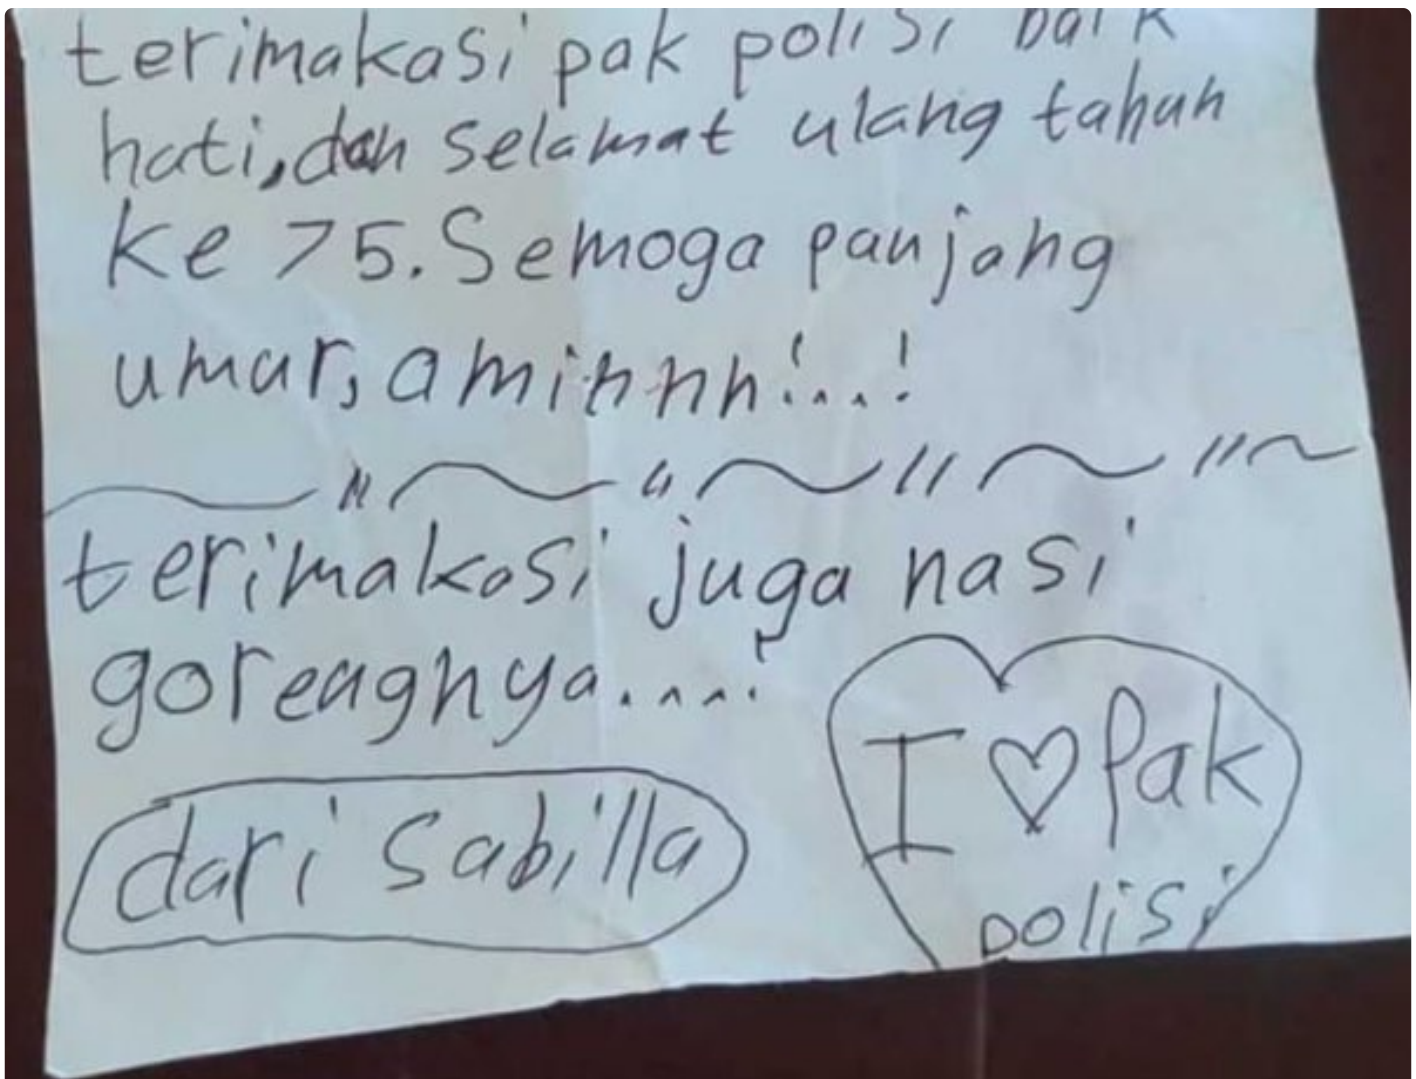 terimakasi pak polisi baik
hati, dan selamat ulang tahun
ke 75. Semoga panjang
umur, aminnnn!...!
terimakasi juga nasi
goreagnya....!
dari Sabilla
I ♡ Pak
polisi